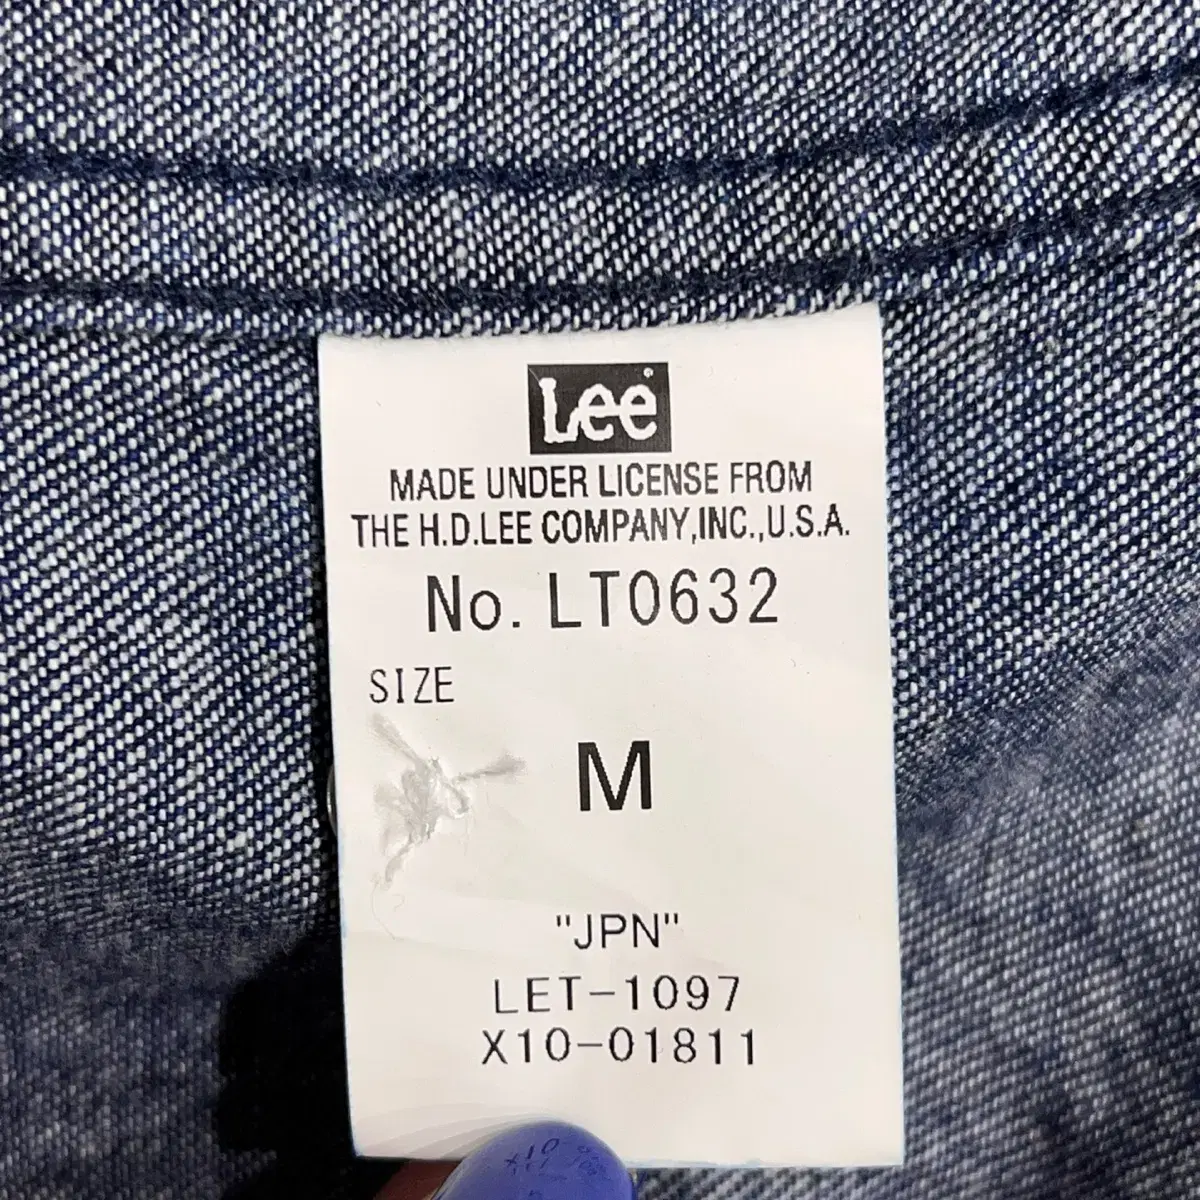 Lee
MADE UNDER LICENSE FROM
THE H.D.LEE COMPANY,INC.,U.S.A.
No. LT0632
SIZE
M
"JPN"
LET-1097
X10-01811